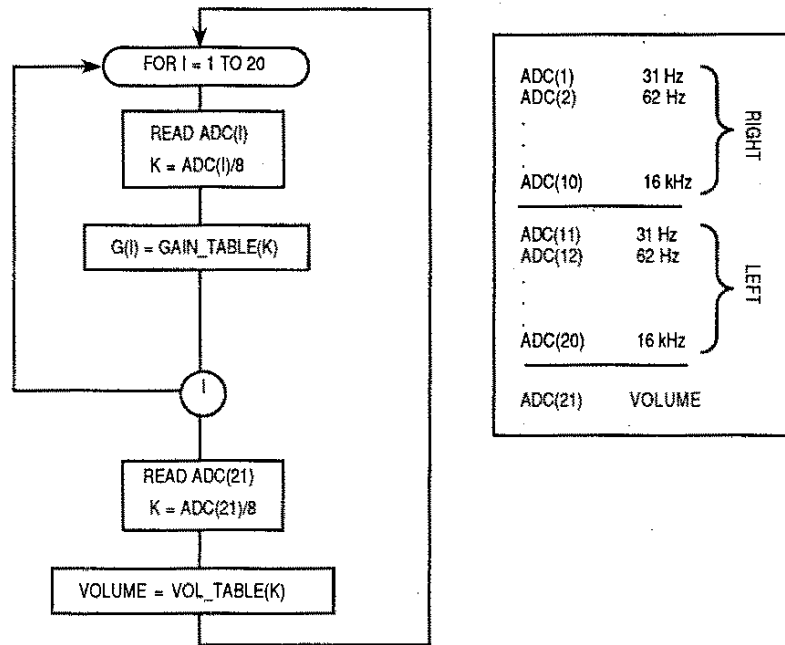 FOR I = 1 TO 20
READ ADC(I)
K = ADC(I)/8
G(I) = GAIN_TABLE(K)
I
READ ADC(21)
K = ADC(21)/8
VOLUME = VOL_TABLE(K)
ADC(1) 31 Hz
ADC(2) 62 Hz
.
.
.
ADC(10) 16 kHz
RIGHT
ADC(11) 31 Hz
ADC(12) 62 Hz
.
.
.
ADC(20) 16 kHz
LEFT
ADC(21) VOLUME